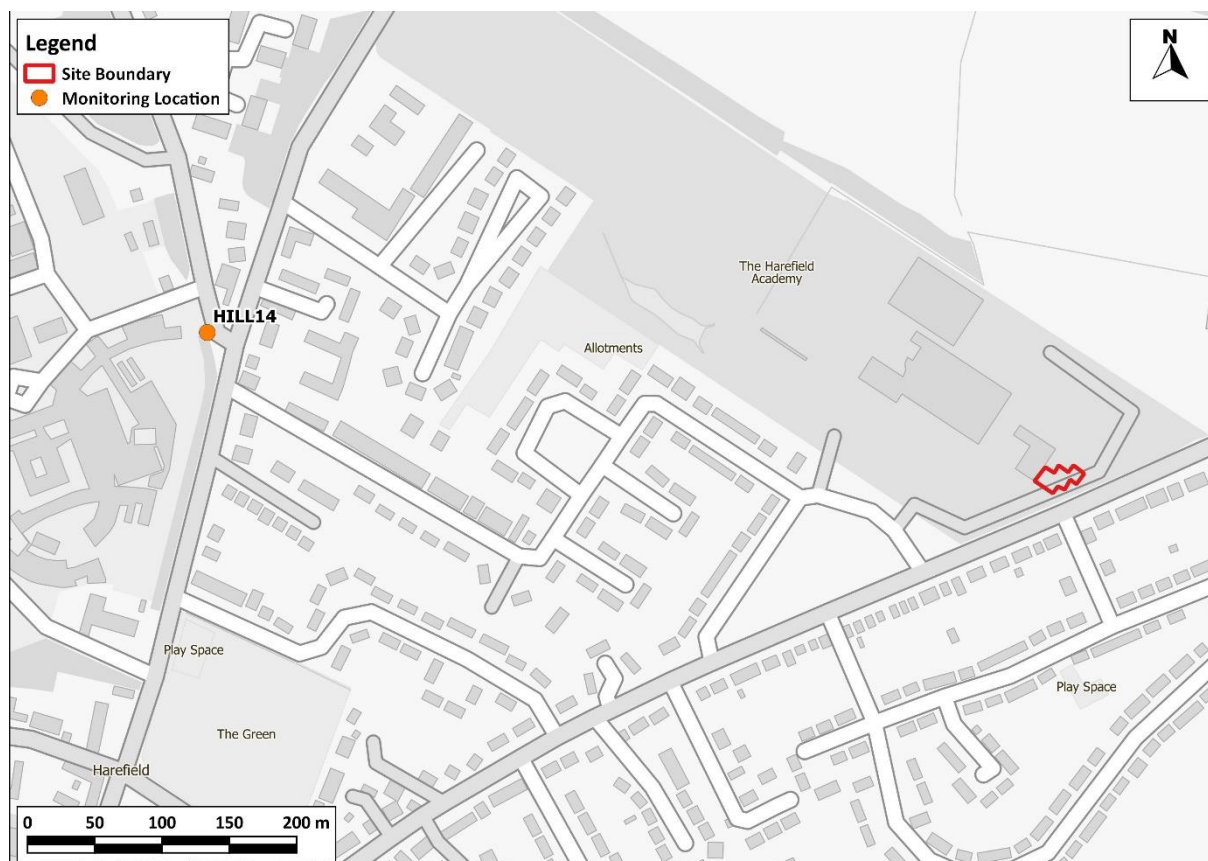 Legend
Site Boundary
Monitoring Location
N
HILL14
The Harefield
Academy
Allotments
Play Space
Play Space
The Green
Harefield
0 50 100 150 200 m